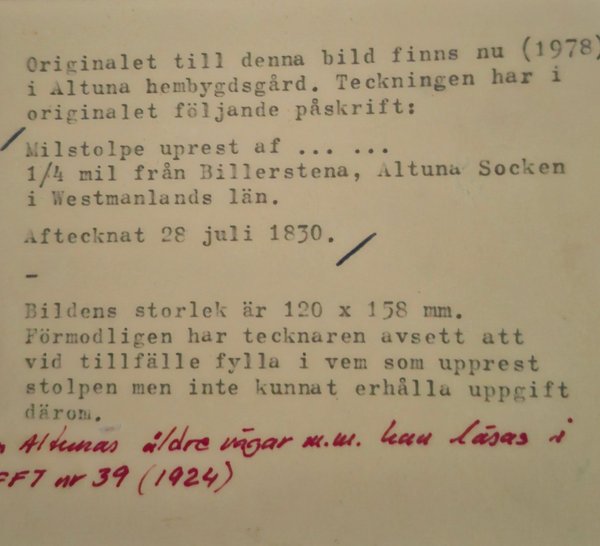 Originalet till denna bild finns nu (1978)
i Altuna hembygdsgård. Teckningen har i
originalet följande påskrift:
Milstolpe uprest af ... ...
1/4 mil från Billerstena, Altuna Socken
i Westmanlands län.
Aftecknat 28 juli 1830.
Bildens storlek är 120 x 158 mm.
Förmodligen har tecknaren avsett att
vid tillfälle fylla i vem som upprest
stolpen men inte kunnat erhålla uppgift
därom.
Altunas äldre vägar m.m. kan läsas i
FFT nr 39 (1924)